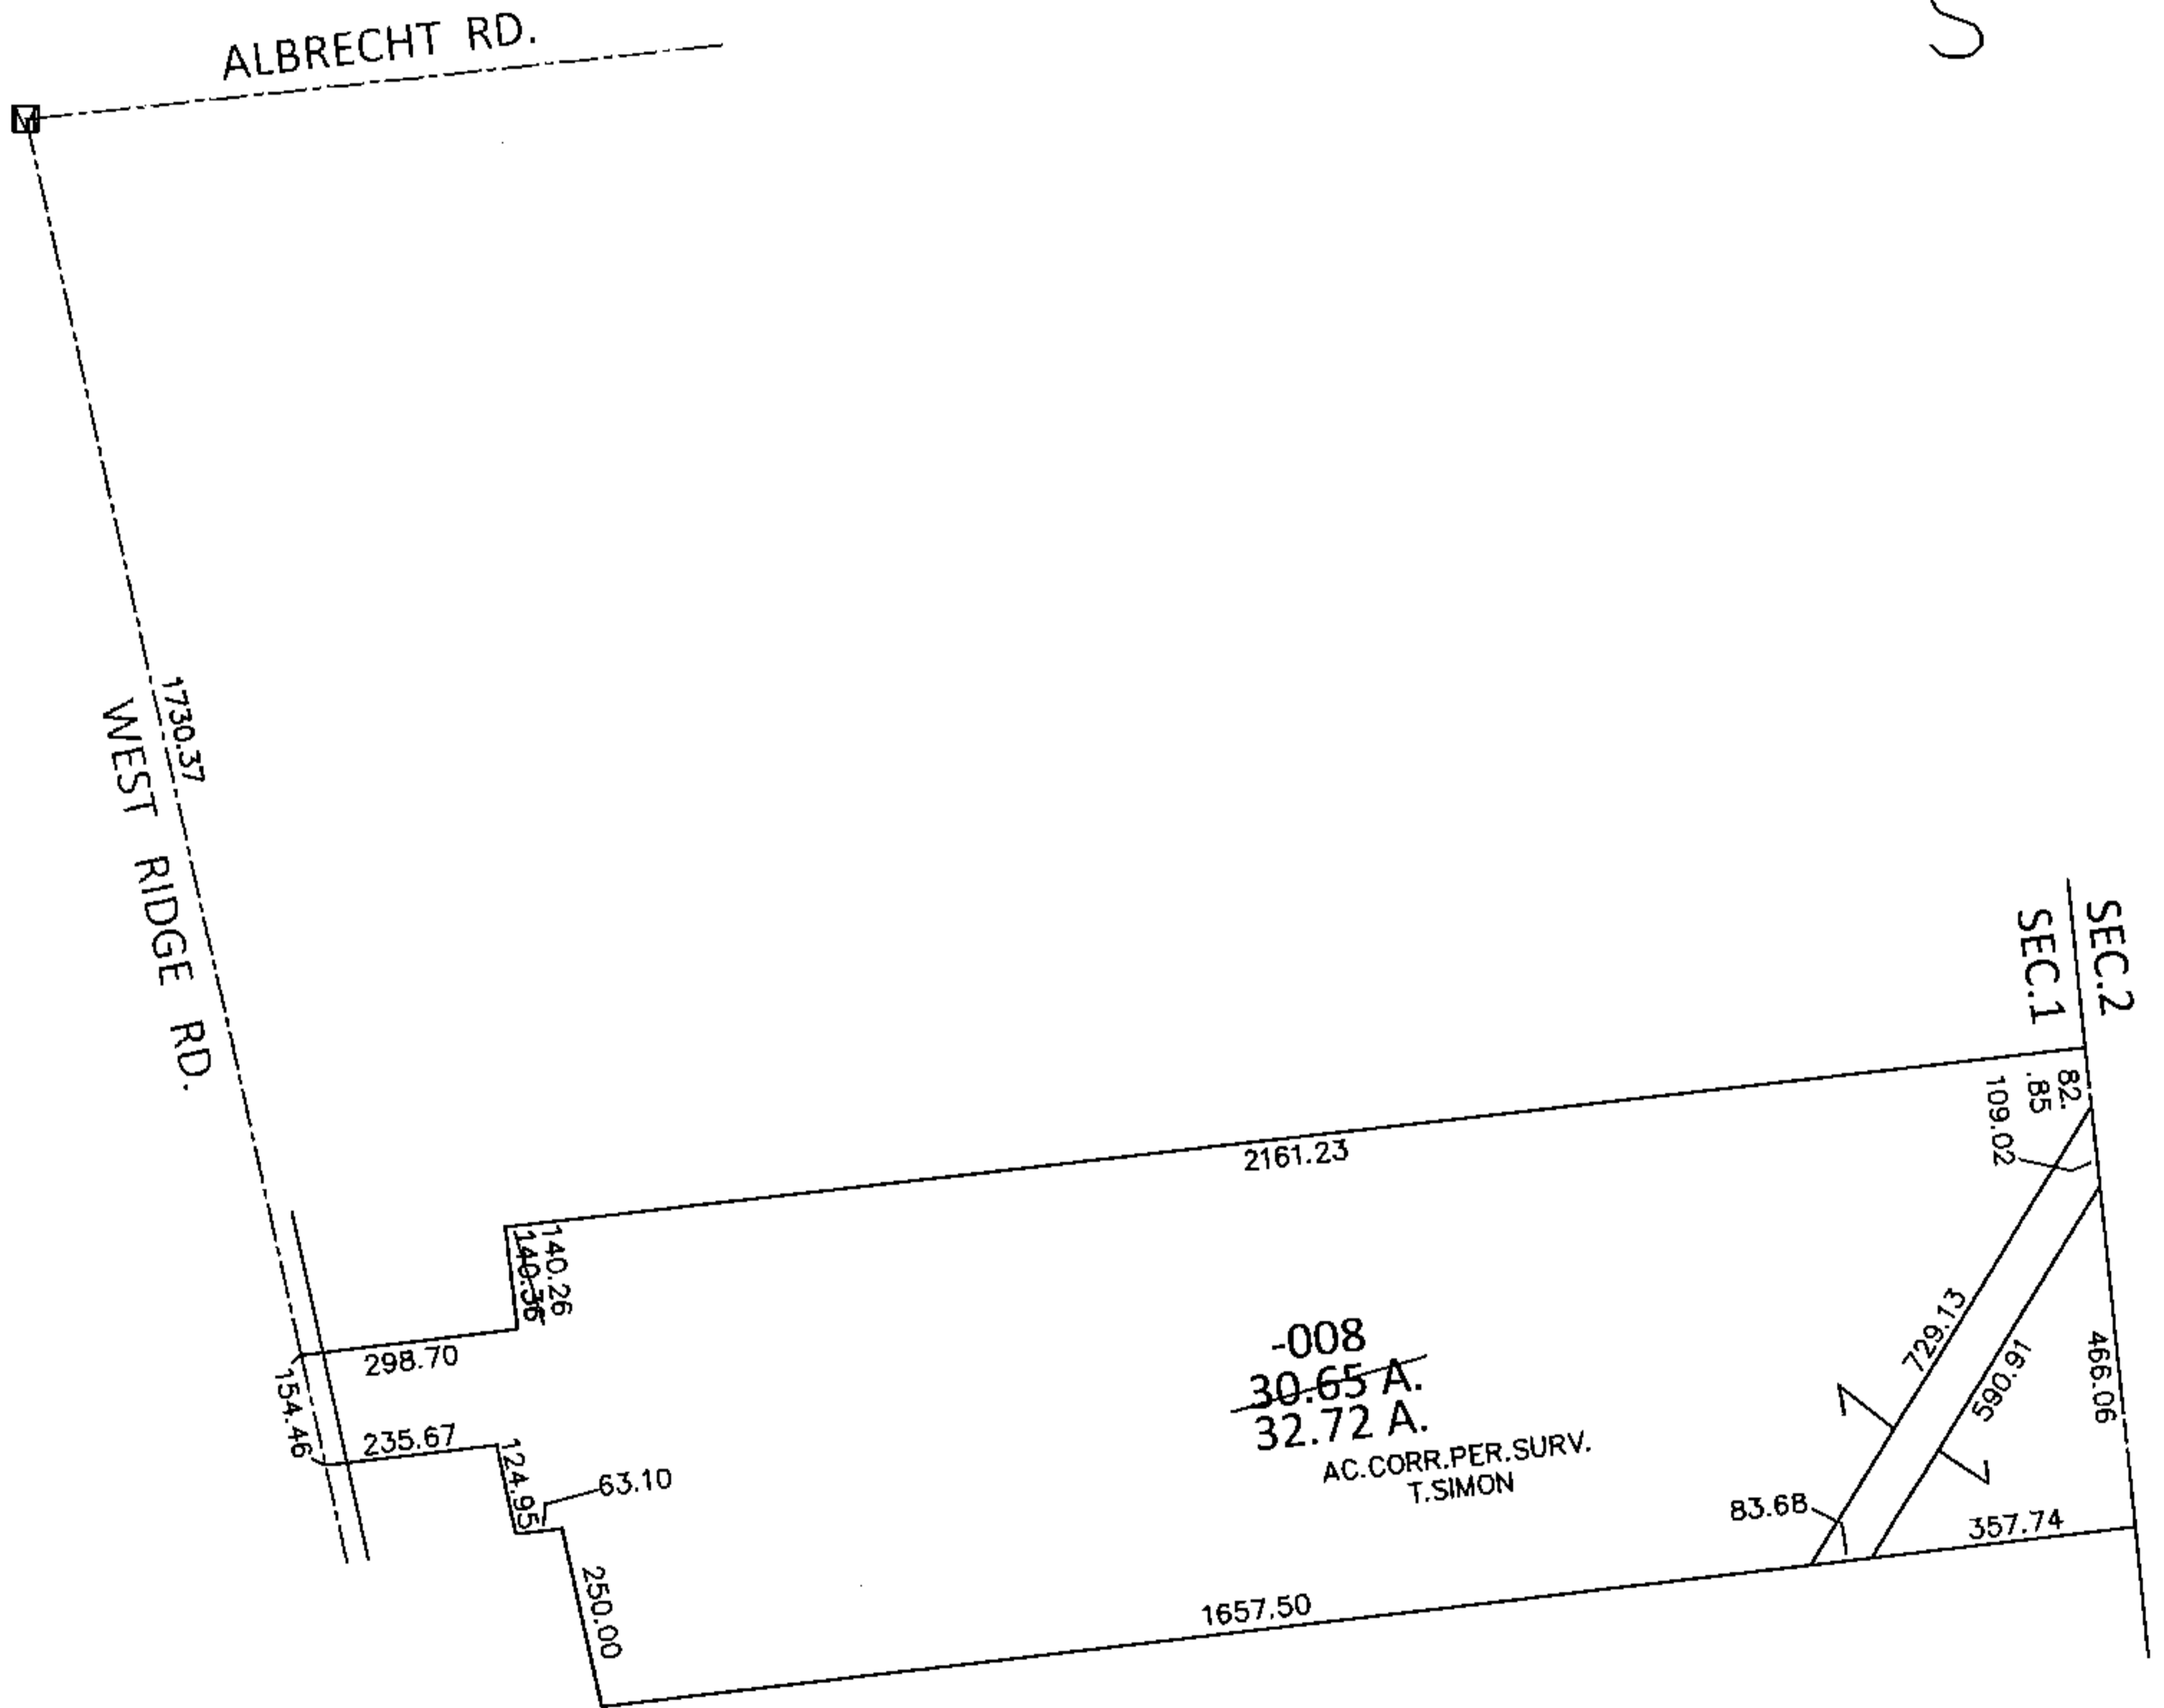 ALBRECHT RD.
S
M
1730.37
WEST RIDGE RD.
SEC.2
SEC.1
82.
.85
109.02
2161.23
140.26
140.36
298.70
154.46
235.67
124.95
63.10
250.00
-008
30.65 A.
32.72 A.
AC.CORR.PER.SURV.
T.SIMON
729.13
590.91
466.06
83.68
357.74
1657.50